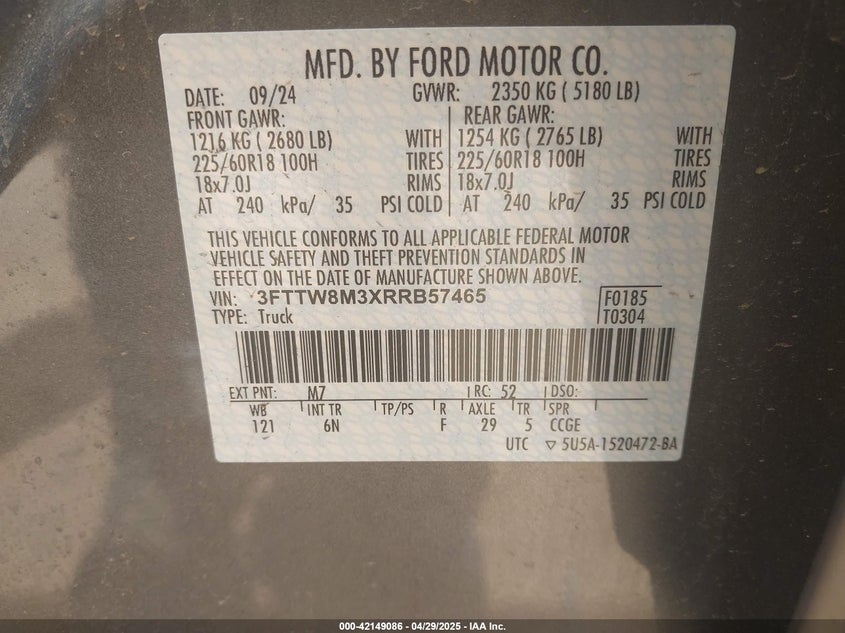 MFD. BY FORD MOTOR CO.
DATE: 09/24 GVWR: 2350 KG ( 5180 LB)
FRONT GAWR: REAR GAWR:
1216 KG ( 2680 LB) WITH 1254 KG ( 2765 LB) WITH
225/60R18 100H TIRES 225/60R18 100H TIRES
18x7.0J RIMS 18x7.0J RIMS
AT 240 kPa/ 35 PSI COLD AT 240 kPa/ 35 PSI COLD
THIS VEHICLE CONFORMS TO ALL APPLICABLE FEDERAL MOTOR
VEHICLE SAFETY AND THEFT PREVENTION STANDARDS IN
EFFECT ON THE DATE OF MANUFACTURE SHOWN ABOVE.
VIN: 3FTTW8M3XRRB57465 F0185
TYPE: Truck T0304
EXT PNT: M7 RC: 52 DSO:
WB INT TR TP/PS R AXLE TR SPR
121 6N F 29 5 CCGE
UTC ▽ 5U5A-1520472-BA
000-42149086 - 04/29/2025 - IAA Inc.